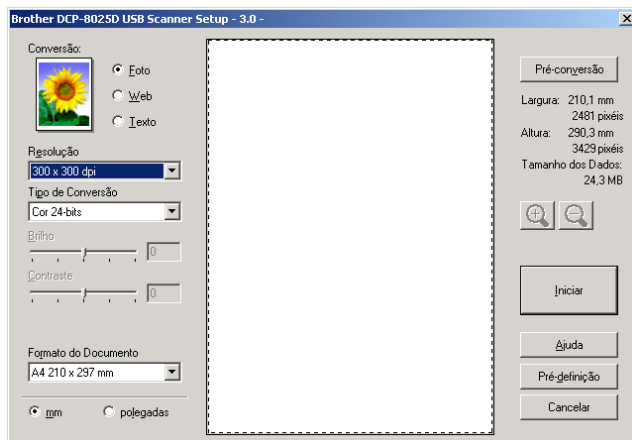 Brother DCP-8025D USB Scanner Setup - 3.0 -
Conversão:
Foto
Web
Texto
Resolução
300 x 300 dpi
Tipo de Conversão
Cor 24-bits
Brilho
0
Contraste
0
Formato do Documento
A4 210 x 297 mm
mm
polegadas
Pré-conversão
Largura: 210,1 mm
2481 pixéis
Altura: 290,3 mm
3429 pixéis
Tamanho dos Dados:
24,3 MB
Iniciar
Ajuda
Pré-definição
Cancelar